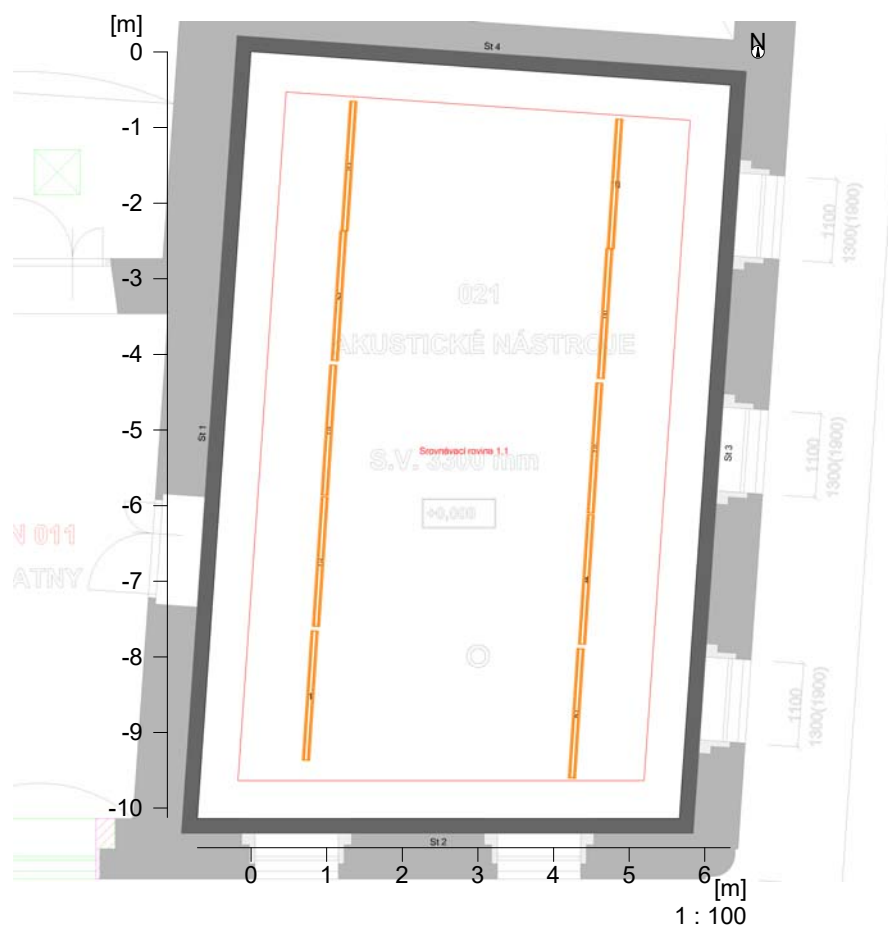 [m]
0
-1
-2
-3
-4
-5
-6
-7
-8
-9
-10
St 4
N
1100
1300(1900)
021
AKUSTICKÉ NÁSTROJE
St 1
1100
1300(1900)
St 3
Srovnávací rovina 1.1
S.V. 3300 mm
+0,000
N 011
ATNY
1100
1300(1900)
St 2
0 1 2 3 4 5 6
[m]
1 : 100